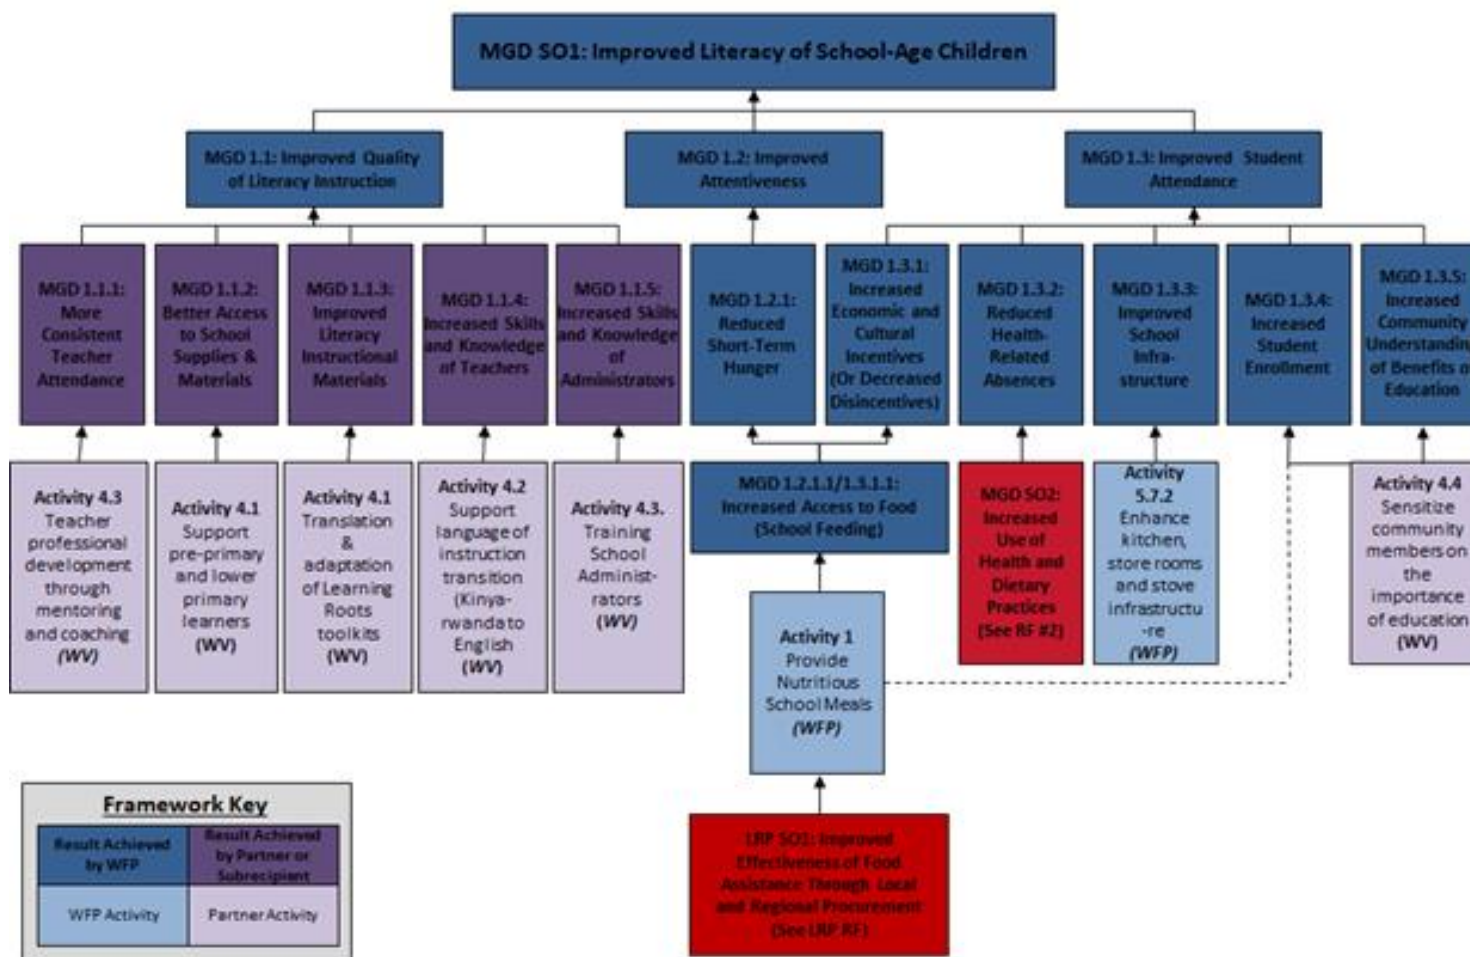 MGD SO1: Improved Literacy of School-Age Children
MGD 1.1: Improved Quality
of Literacy Instruction
MGD 1.2: Improved
Attentiveness
MGD 1.3: Improved Student
Attendance
MGD 1.1.1:
More
Consistent
Teacher
Attendance
MGD 1.1.2:
Better Access
to School
Supplies &
Materials
MGD 1.1.3:
Improved
Literacy
Instructional
Materials
MGD 1.1.4:
Increased Skills
and Knowledge
of Teachers
MGD 1.1.5:
Increased Skills
and Knowledge
of
Administrators
MGD 1.2.1:
Reduced
Short-Term
Hunger
MGD 1.3.1:
Increased
Economic and
Cultural
Incentives
(Or Decreased
Disincentives)
MGD 1.3.2:
Reduced
Health-
Related
Absences
MGD 1.3.3:
Improved
School
Infra-
structure
MGD 1.3.4:
Increased
Student
Enrollment
MGD 1.3.5:
Increased
Community
Understanding
of Benefits of
Education
Activity 4.3
Teacher
professional
development
through
mentoring
and coaching
(WV)
Activity 4.1
Support
pre-primary
and lower
primary
learners
(WV)
Activity 4.1
Translation
&
adaptation
of Learning
Roots
toolkits
(WV)
Activity 4.2
Support
language of
instruction
transition
(Kinya-
rwanda to
English
(WV)
Activity 4.3.
Training
School
Administ-
rators
(WV)
MGD 1.2.1.1/1.3.1.1:
Increased Access to Food
(School Feeding)
MGD SO2:
Increased
Use of
Health and
Dietary
Practices
(See RF #2)
Activity
5.7.2
Enhance
kitchen,
store rooms
and stove
infrastructu
-re
(WFP)
Activity 4.4
Sensitize
community
members on
the
importance
of education
(WV)
Activity 1
Provide
Nutritious
School Meals
(WFP)
LRP SO1: Improved
Effectiveness of Food
Assistance Through Local
and Regional Procurement
(See LRP RF)
Framework Key
Result Achieved
by WFP
Result Achieved
by Partner or
Subrecipient
WFP Activity
Partner Activity